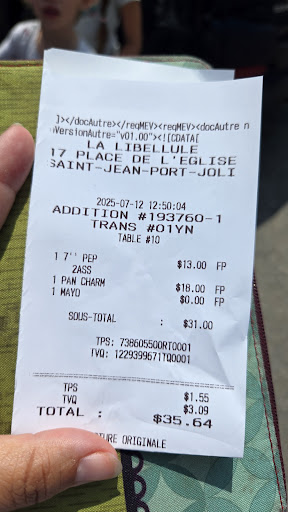 ]></docAutre></reqMEV><reqMEV><docAutre n
VersionAutre="v01.00"><![CDATA[
LA LIBELLULE
17 PLACE DE L'EGLISE
SAINT-JEAN-PORT-JOLI
2025-07-12 12:50:04
ADDITION #193760-1
TRANS #01YN
TABLE #10
1 7'' PEP $13.00 FP
2ASS
1 PAN CHARM $18.00 FP
1 MAYO $0.00 FP
SOUS-TOTAL : $31.00
TPS: 738605500RT0001
TVQ: 1229399671TQ0001
TPS $1.55
TVQ $3.09
TOTAL : $35.64
TURE ORIGINALE